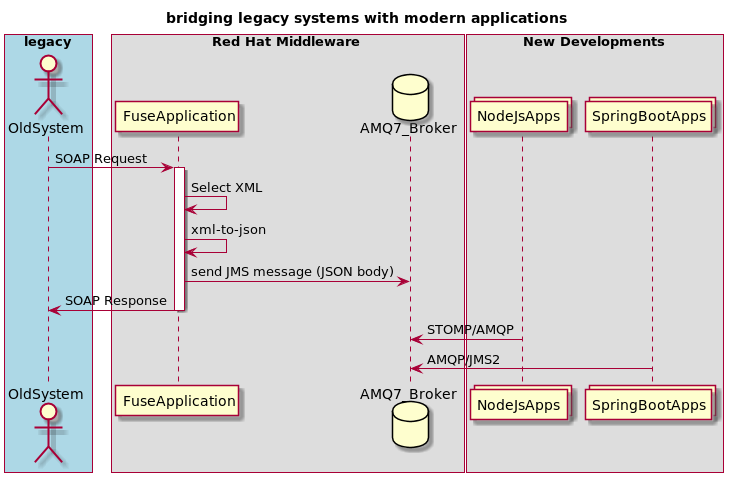 bridging legacy systems with modern applications
legacy
Red Hat Middleware
New Developments
OldSystem
FuseApplication
AMQ7_Broker
NodeJsApps
SpringBootApps
SOAP Request
Select XML
xml-to-json
send JMS message (JSON body)
SOAP Response
STOMP/AMQP
AMQP/JMS2
OldSystem
FuseApplication
AMQ7_Broker
NodeJsApps
SpringBootApps